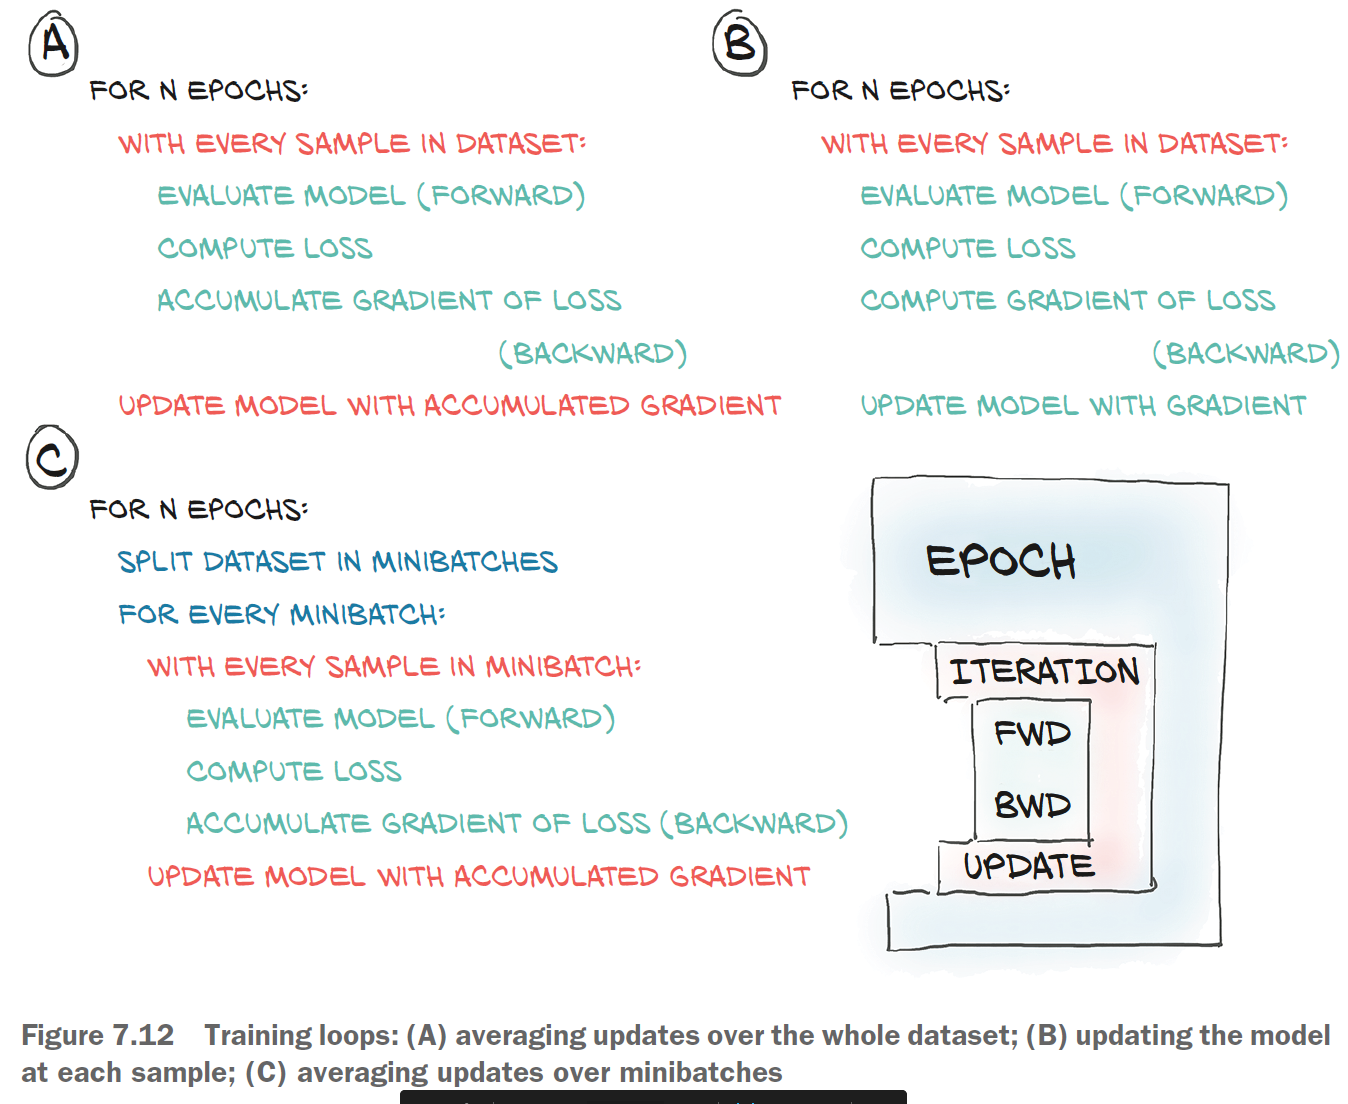 A
FOR N EPOCHS:
WITH EVERY SAMPLE IN DATASET:
EVALUATE MODEL (FORWARD)
COMPUTE LOSS
ACCUMULATE GRADIENT OF LOSS
(BACKWARD)
UPDATE MODEL WITH ACCUMULATED GRADIENT
B
FOR N EPOCHS:
WITH EVERY SAMPLE IN DATASET:
EVALUATE MODEL (FORWARD)
COMPUTE LOSS
COMPUTE GRADIENT OF LOSS
(BACKWARD)
UPDATE MODEL WITH GRADIENT
C
FOR N EPOCHS:
SPLIT DATASET IN MINIBATCHES
FOR EVERY MINIBATCH:
WITH EVERY SAMPLE IN MINIBATCH:
EVALUATE MODEL (FORWARD)
COMPUTE LOSS
ACCUMULATE GRADIENT OF LOSS (BACKWARD)
UPDATE MODEL WITH ACCUMULATED GRADIENT
EPOCH
ITERATION
FWD
BWD
UPDATE
Figure 7.12 Training loops: (A) averaging updates over the whole dataset; (B) updating the model
at each sample; (C) averaging updates over minibatches